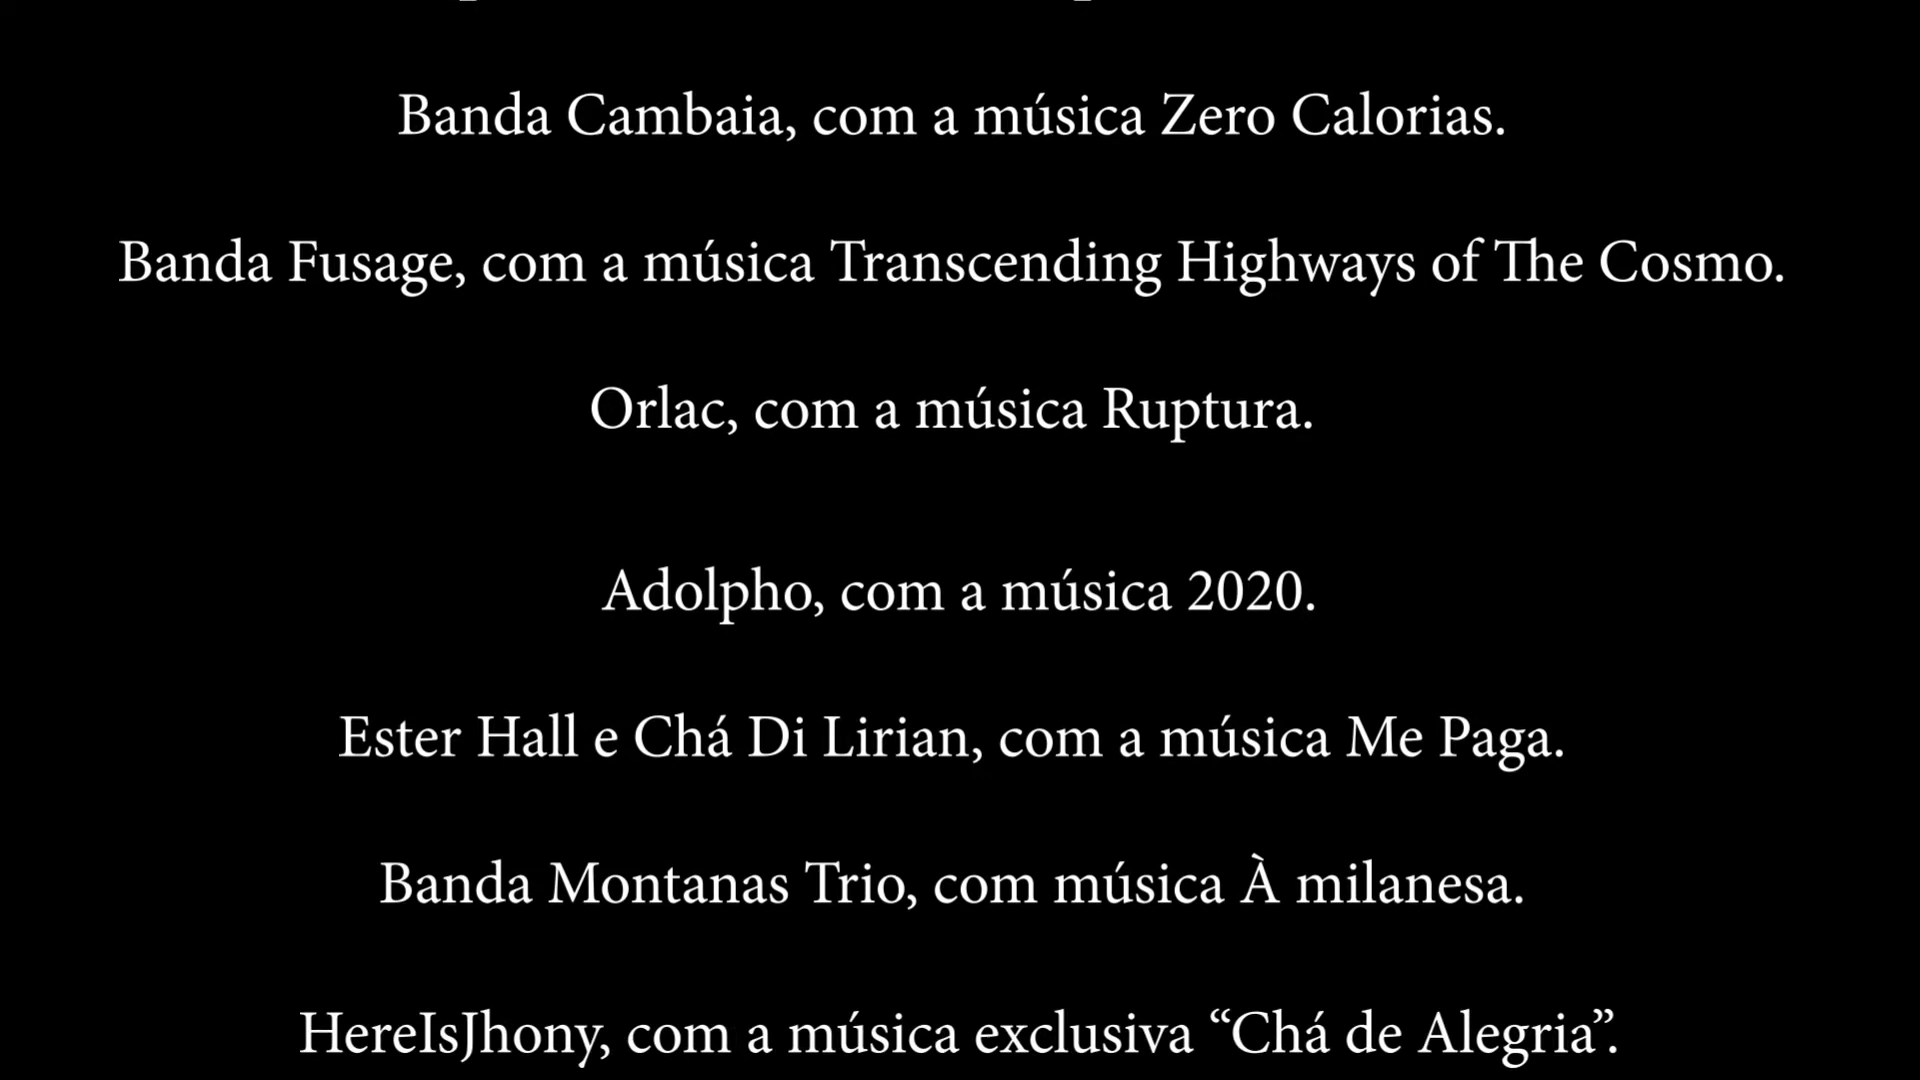 Banda Cambaia, com a música Zero Calorias.
Banda Fusage, com a música Transcending Highways of The Cosmo.
Orlac, com a música Ruptura.
Adolpho, com a música 2020.
Ester Hall e Chá Di Lirian, com a música Me Paga.
Banda Montanas Trio, com música À milanesa.
HereIsJhony, com a música exclusiva “Chá de Alegria”.